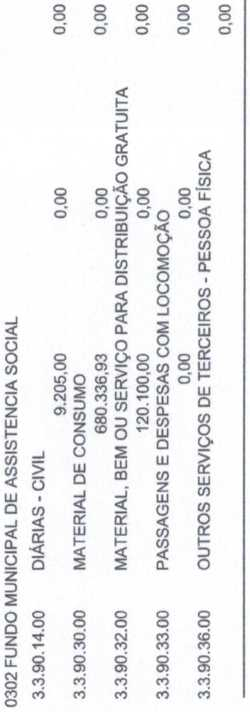 0302 FUNDO MUNICIPAL DE ASSISTENCIA SOCIAL
3.3.90.14.00 DIÁRIAS - CIVIL
9.205,00 0,00 0,00
3.3.90.30.00 MATERIAL DE CONSUMO
680.336,93 0,00 0,00
3.3.90.32.00 MATERIAL, BEM OU SERVIÇO PARA DISTRIBUIÇÃO GRATUITA
120.100,00 0,00 0,00
3.3.90.33.00 PASSAGENS E DESPESAS COM LOCOMOÇÃO
0,00 0,00 0,00
3.3.90.36.00 OUTROS SERVIÇOS DE TERCEIROS - PESSOA FÍSICA
0,00